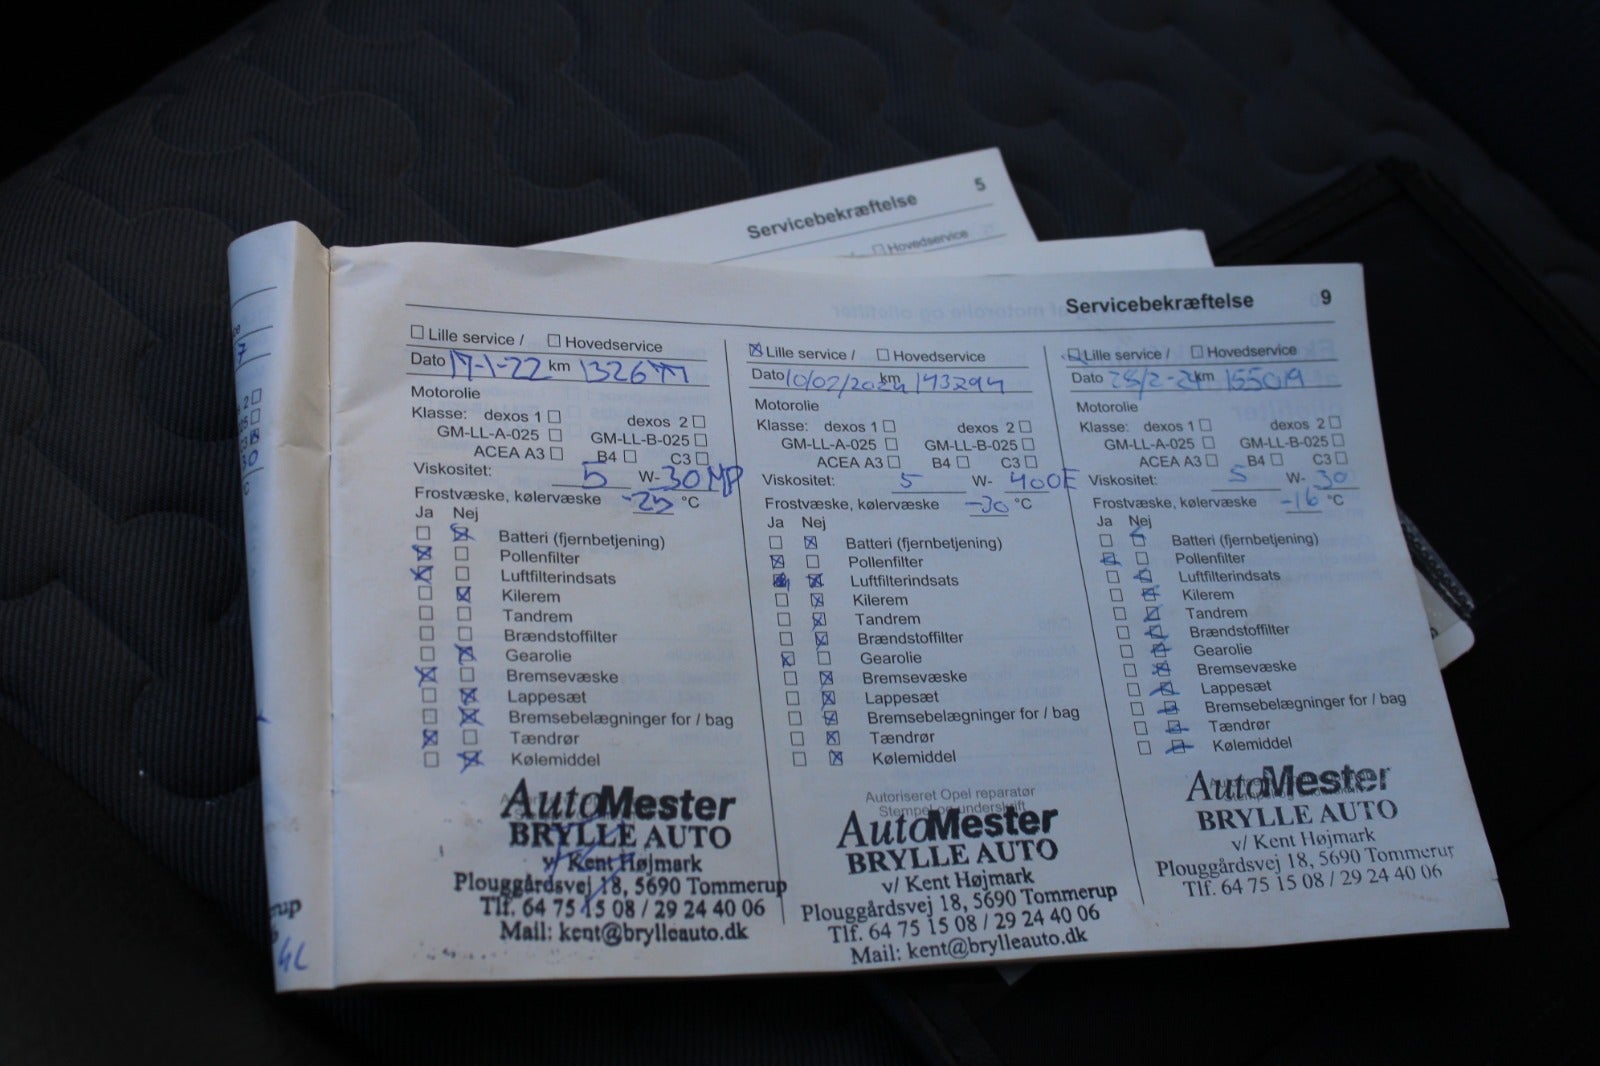 Servicebekræftelse 5
Hovedservice
Servicebekræftelse 9
Lille service / Hovedservice
Dato 17-1-22 km
Motorolie
Klasse: dexos 1 dexos 2
GM-LL-A-025 GM-LL-B-025
ACEA A3 B4 C3
Viskositet: 5 W- 30 MP
Frostvæske, kølervæske -25 °C
Ja Nej
Batteri (fjernbetjening)
Pollenfilter
Luftfilterindsats
Kilerem
Tandrem
Brændstoffilter
Gearolie
Bremsevæske
Lappesæt
Bremsebelægninger for / bag
Tændrør
Kølemiddel
AutoMester
BRYLLE AUTO
v/ Kent Højmark
Plouggårdsvej 18, 5690 Tommerup
Tlf. 64 75 15 08 / 29 24 40 06
Mail: kent@brylleauto.dk
Lille service / Hovedservice
Dato km 143294
Motorolie
Klasse: dexos 1 dexos 2
GM-LL-A-025 GM-LL-B-025
ACEA A3 B4 C3
Viskositet: 5 W- 40 OE
Frostvæske, kølervæske -30 °C
Ja Nej
Batteri (fjernbetjening)
Pollenfilter
Luftfilterindsats
Kilerem
Tandrem
Brændstoffilter
Gearolie
Bremsevæske
Lappesæt
Bremsebelægninger for / bag
Tændrør
Kølemiddel
Autoriseret Opel reparatør
Stempel og underskrift
AutoMester
BRYLLE AUTO
v/ Kent Højmark
Plouggårdsvej 18, 5690 Tommerup
Tlf. 64 75 15 08 / 29 24 40 06
Mail: kent@brylleauto.dk
Lille service / Hovedservice
Dato km 155019
Motorolie
Klasse: dexos 1 dexos 2
GM-LL-A-025 GM-LL-B-025
ACEA A3 B4 C3
Viskositet: 5 W- 30
Frostvæske, kølervæske -16 °C
Ja Nej
Batteri (fjernbetjening)
Pollenfilter
Luftfilterindsats
Kilerem
Tandrem
Brændstoffilter
Gearolie
Bremsevæske
Lappesæt
Bremsebelægninger for / bag
Tændrør
Kølemiddel
AutoMester
BRYLLE AUTO
v/ Kent Højmark
Plouggårdsvej 18, 5690 Tommerup
Tlf. 64 75 15 08 / 29 24 40 06